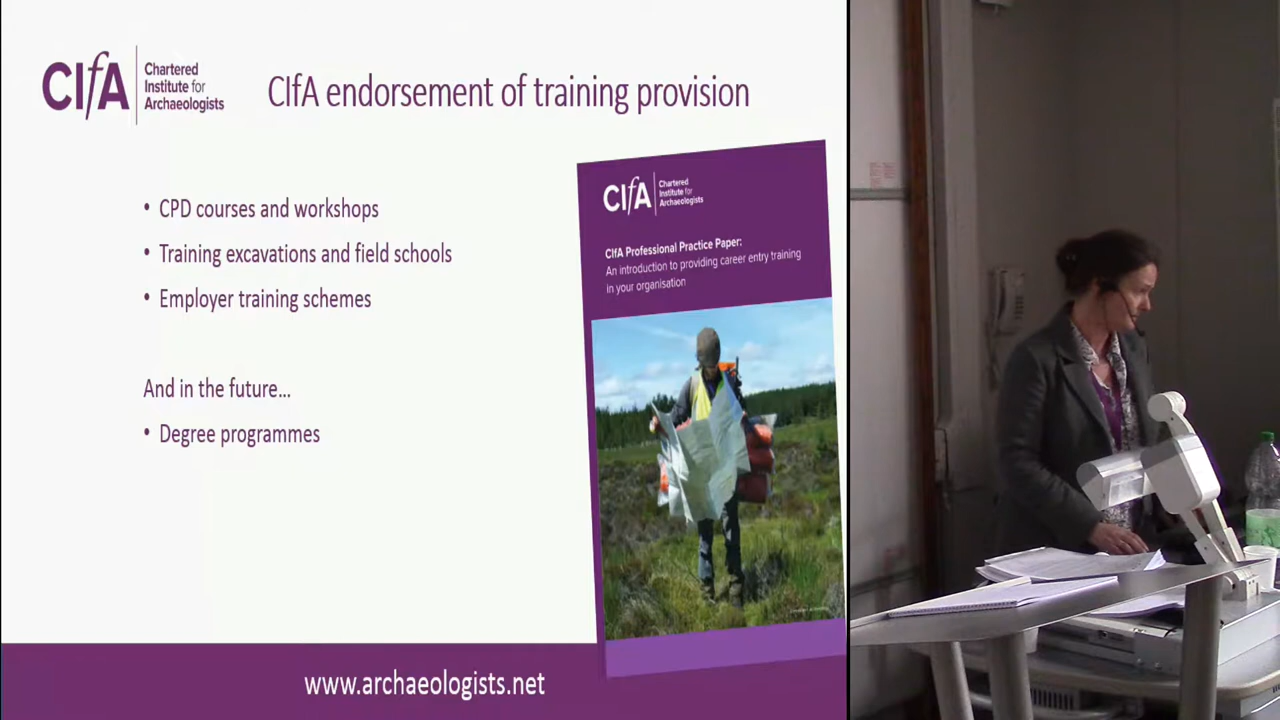 CIfA
Chartered
Institute for
Archaeologists
CIfA endorsement of training provision
• CPD courses and workshops
• Training excavations and field schools
• Employer training schemes
And in the future...
• Degree programmes
CIfA
Chartered
Institute for
Archaeologists
CIfA Professional Practice Paper:
An introduction to providing career entry training
in your organisation
www.archaeologists.net